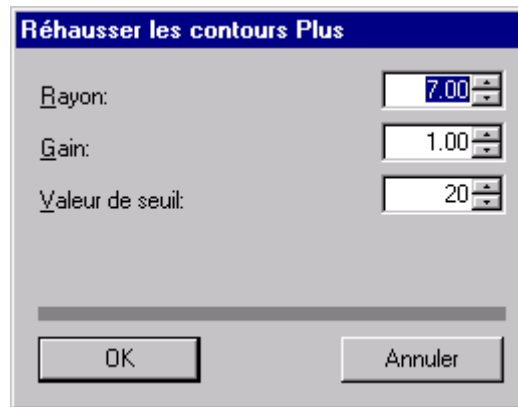 Réhausser les contours Plus
Rayon: 7.00
Gain: 1.00
Valeur de seuil: 20
OK Annuler